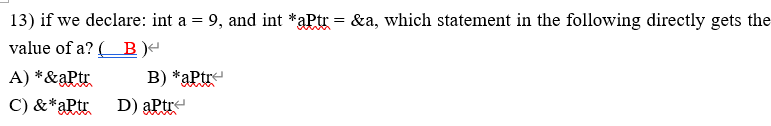 13) if we declare: int a = 9, and int *aPtr = &a, which statement in the following directly gets the
value of a? ( B )↵
A) *&aPtr B) *aPtr↵
C) &*aPtr D) aPtr↵